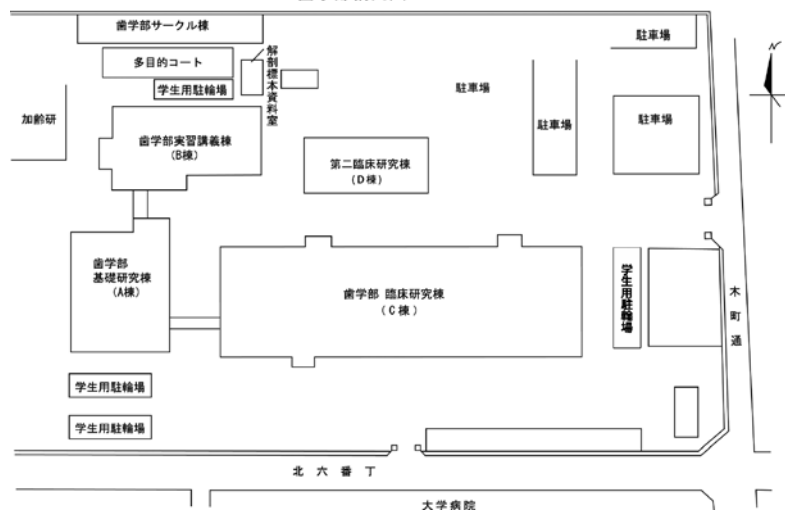 歯学部サークル棟
多目的コート
学生用駐輪場
解剖標本資料室
駐車場
N
加齢研
歯学部実習講義棟
(B棟)
第二臨床研究棟
(D棟)
駐車場
駐車場
駐車場
歯学部
基礎研究棟
(A棟)
歯学部 臨床研究棟
(C棟)
学生用駐輪場
木町通
学生用駐輪場
学生用駐輪場
北六番丁
大学病院